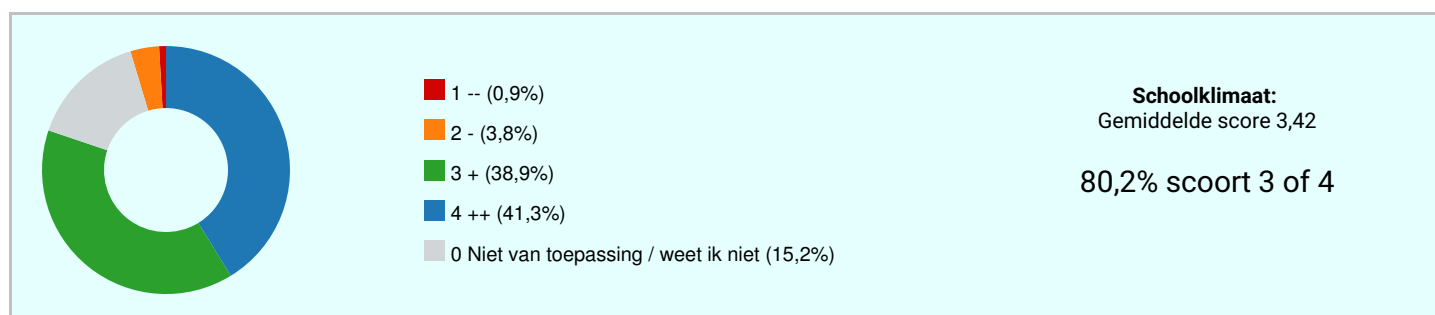 1 -- (0,9%)
2 - (3,8%)
3 + (38,9%)
4 ++ (41,3%)
0 Niet van toepassing / weet ik niet (15,2%)
Schoolklimaat:
Gemiddelde score 3,42
80,2% scoort 3 of 4